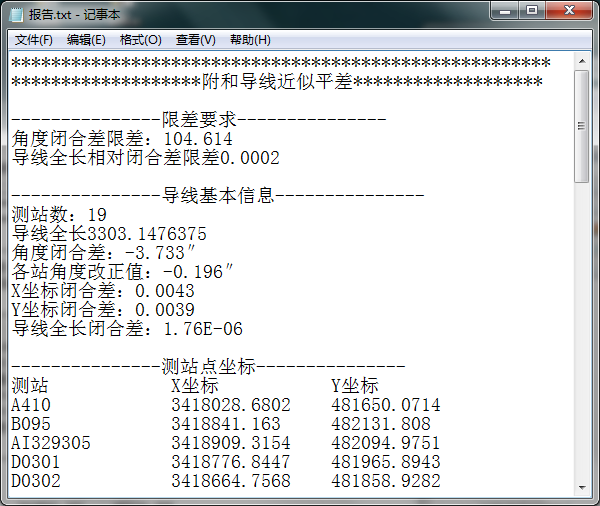 报告.txt - 记事本
文件(F) 编辑(E) 格式(O) 查看(V) 帮助(H)
******************************************************
*******************附和导线近似平差*******************
---------------限差要求---------------
角度闭合差限差：104.614
导线全长相对闭合差限差0.0002
---------------导线基本信息---------------
测站数：19
导线全长3303.1476375
角度闭合差：-3.733″
各站角度改正值：-0.196″
X坐标闭合差：0.0043
Y坐标闭合差：0.0039
导线全长闭合差：1.76E-06
---------------测站点坐标---------------
测站 X坐标 Y坐标
A410 3418028.6802 481650.0714
B095 3418841.163 482131.808
AI329305 3418909.3154 482094.9751
D0301 3418776.8447 481965.8943
D0302 3418664.7568 481858.9282